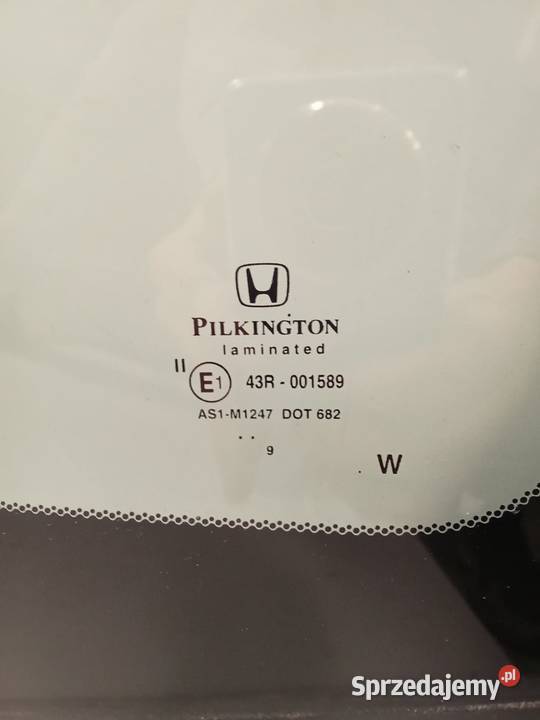 PILKINGTON
laminated
II E1 43R - 001589
AS1-M1247 DOT 682
. . 
9
. W
Sprzedajemy.pl